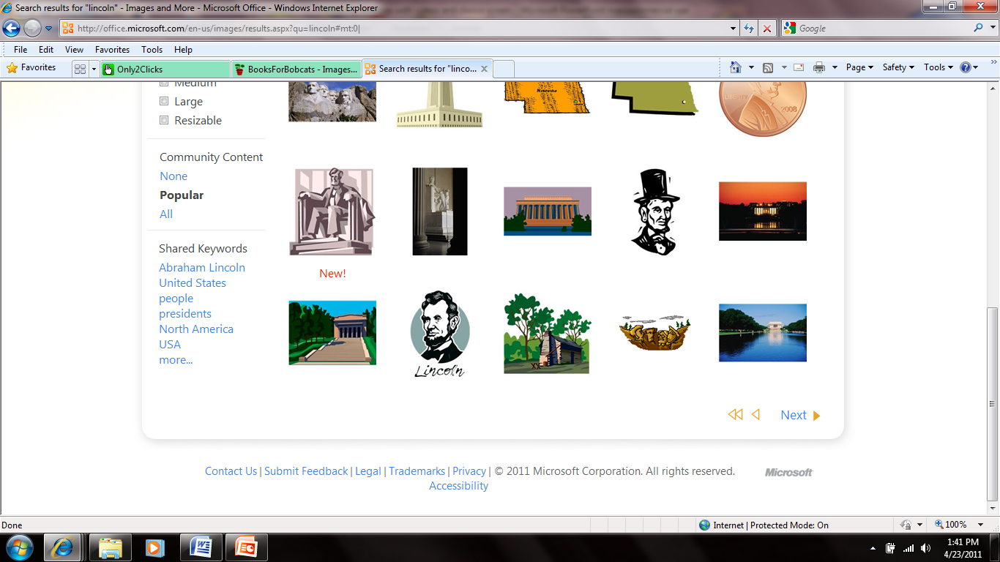 Search results for "lincoln" - Images and More - Microsoft Office - Windows Internet Explorer
http://office.microsoft.com/en-us/images/results.aspx?qu=lincoln#mt:0|
Google
File Edit View Favorites Tools Help
Favorites
Only2Clicks
BooksForBobcats - Images...
Search results for "linco...
Page Safety Tools
Medium
Large
Resizable
Nebraska
LIBERTY
2008
Community Content
None
Popular
All
Shared Keywords
Abraham Lincoln
United States
people
presidents
North America
USA
more...
New!
Lincoln
Next
Contact Us | Submit Feedback | Legal | Trademarks | Privacy | © 2011 Microsoft Corporation. All rights reserved.
Microsoft
Accessibility
Done
Internet | Protected Mode: On
100%
1:41 PM
4/23/2011